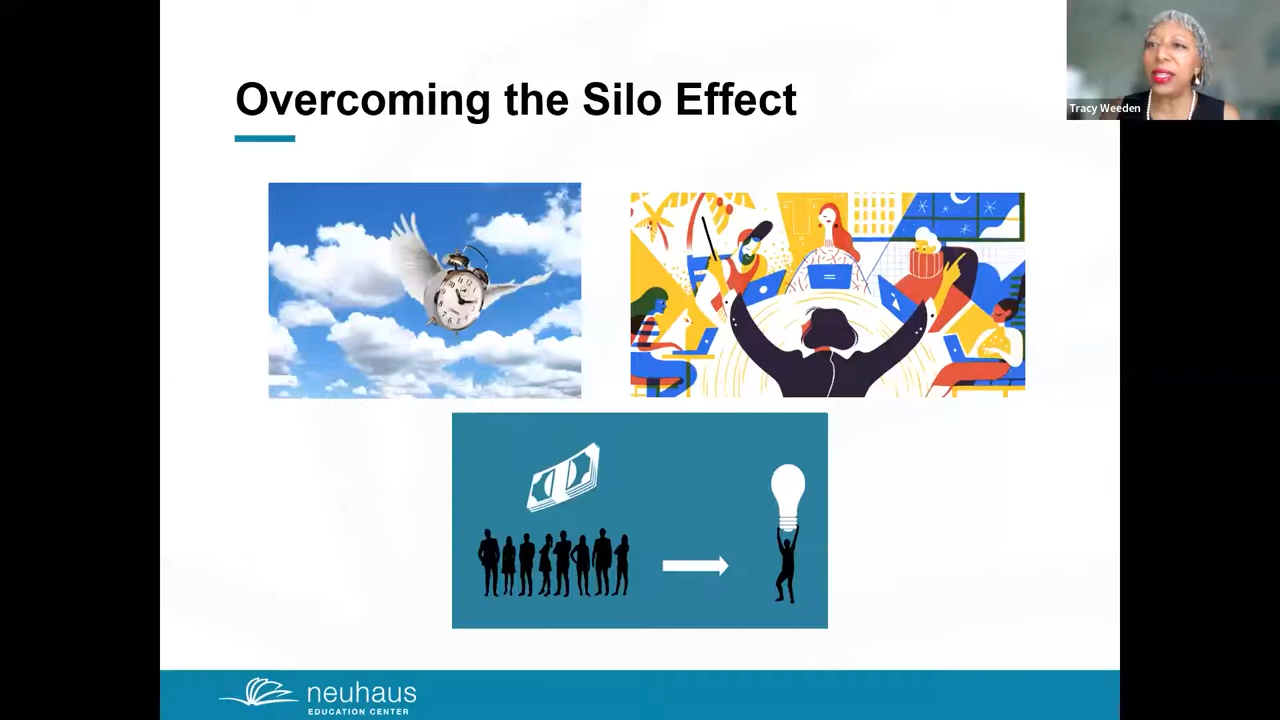 Overcoming the Silo Effect
Tracy Weeden
neuhaus
EDUCATION CENTER